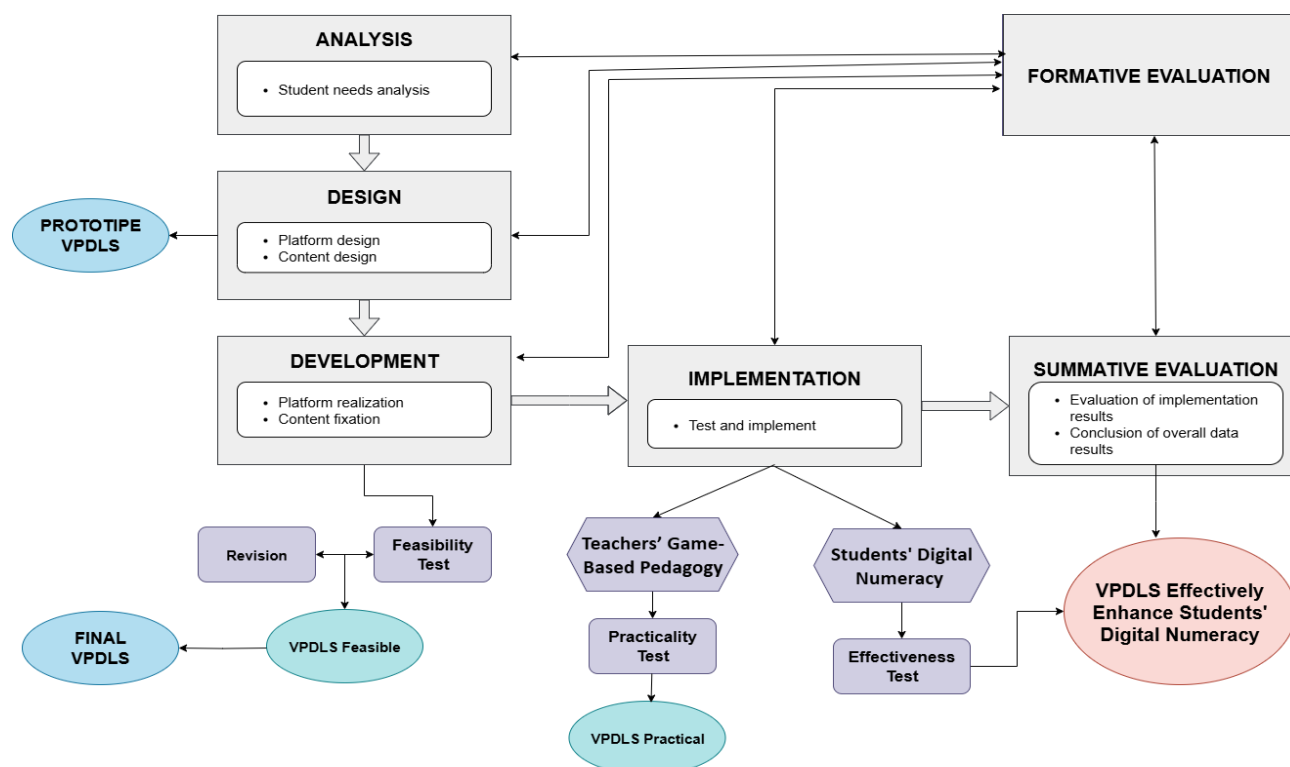 ANALYSIS
• Student needs analysis
FORMATIVE EVALUATION
DESIGN
• Platform design
• Content design
PROTOTIPE
VPDLS
DEVELOPMENT
• Platform realization
• Content fixation
IMPLEMENTATION
• Test and implement
SUMMATIVE EVALUATION
• Evaluation of implementation
results
• Conclusion of overall data
results
Revision
Feasibility
Test
Teachers’ Game-
Based Pedagogy
Students' Digital
Numeracy
VPDLS Effectively
Enhance Students'
Digital Numeracy
FINAL
VPDLS
VPDLS Feasible
Practicality
Test
Effectiveness
Test
VPDLS Practical